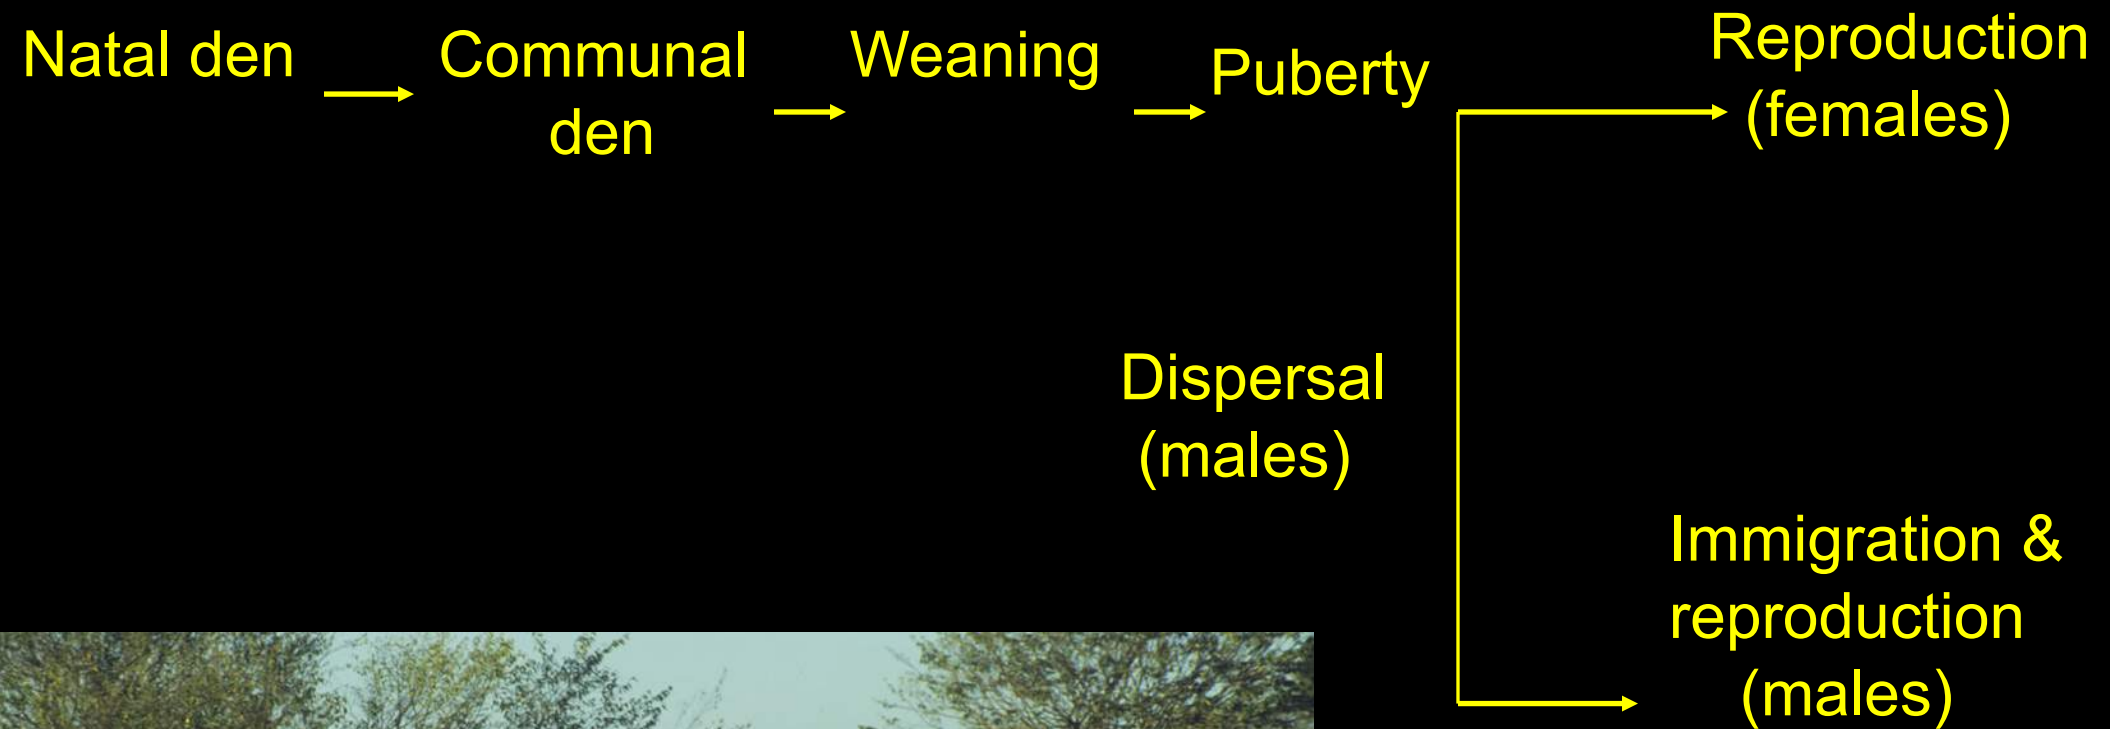 Natal den
Communal
den
Weaning
Puberty
Reproduction
(females)
Dispersal
(males)
Immigration &
reproduction
(males)